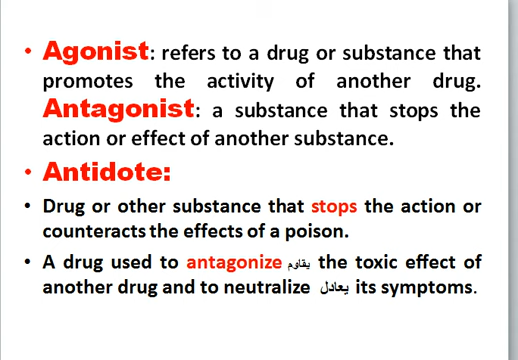 • Agonist: refers to a drug or substance that
promotes the activity of another drug.
Antagonist: a substance that stops the
action or effect of another substance.
• Antidote:
• Drug or other substance that stops the action or
counteracts the effects of a poison.
• A drug used to antagonize يقاوم the toxic effect of
another drug and to neutralize يعادل its symptoms.